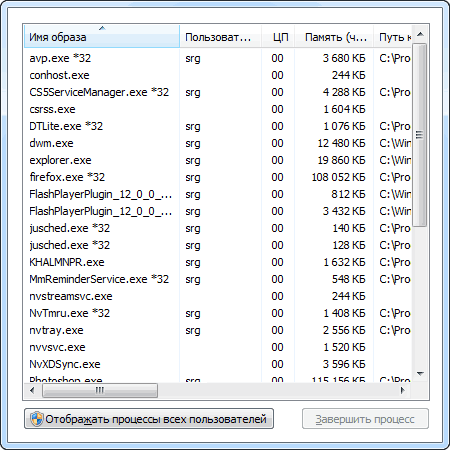 Имя образа Пользоват... ЦП Память (ч... Путь к
avp.exe *32 srg 00 3 680 КБ C:\Pro
conhost.exe 00 244 КБ
CS5ServiceManager.exe *32 srg 00 4 288 КБ C:\Pro
csrss.exe 00 1 604 КБ
DTLite.exe *32 srg 00 1 076 КБ C:\Pro
dwm.exe srg 00 12 480 КБ C:\Win
explorer.exe srg 00 19 860 КБ C:\Win
firefox.exe *32 srg 00 108 052 КБ C:\Pro
FlashPlayerPlugin_12_0_0_... srg 00 812 КБ C:\Win
FlashPlayerPlugin_12_0_0_... srg 00 3 432 КБ C:\Win
jusched.exe *32 srg 00 140 КБ C:\Pro
jusched.exe *32 srg 00 128 КБ C:\Pro
KHALMNPR.exe srg 00 1 632 КБ C:\Pro
MmReminderService.exe *32 srg 00 548 КБ C:\Pro
nvstreamsvc.exe 00 244 КБ
NvTmru.exe *32 srg 00 1 408 КБ C:\Pro
nvtray.exe srg 00 2 556 КБ C:\Pro
nvvsvc.exe 00 1 520 КБ
NvXDSync.exe 00 3 596 КБ
Photoshop.exe srg 00 115 156 КБ C:\Pro
Отображать процессы всех пользователей Завершить процесс